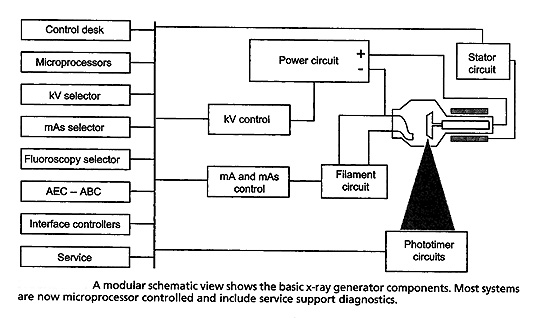 Control desk
Microprocessors
kV selector
mAs selector
Fluoroscopy selector
AEC – ABC
Interface controllers
Service
Power circuit
+
-
kV control
mA and mAs
control
Filament
circuit
Stator
circuit
Phototimer
circuits
A modular schematic view shows the basic x-ray generator components. Most systems
are now microprocessor controlled and include service support diagnostics.